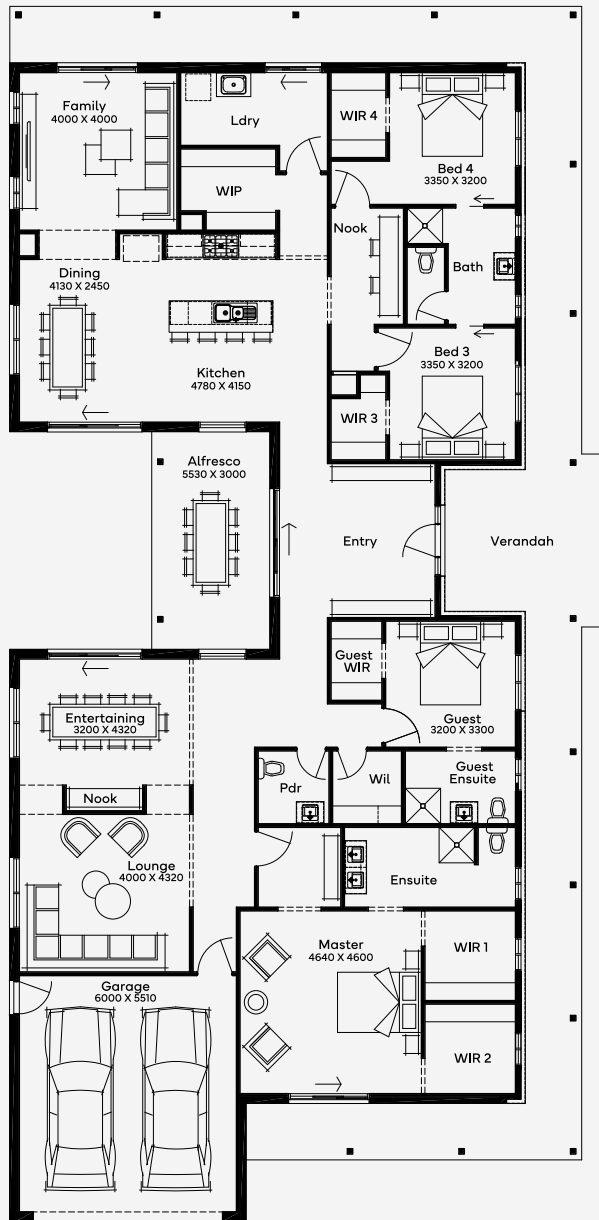 Family
4000 X 4000
Ldry
WIR 4
Bed 4
3350 X 3200
WIP
Nook
Bath
Dining
4130 X 2450
Kitchen
4780 X 4150
Bed 3
3350 X 3200
WIR 3
Alfresco
5530 X 3000
Entry
Verandah
Guest
WIR
Guest
3200 X 3300
Entertaining
3200 X 4320
Nook
Pdr
Wil
Guest
Ensuite
Lounge
4000 X 4320
Ensuite
Master
4640 X 4600
WIR 1
WIR 2
Garage
6000 X 5510